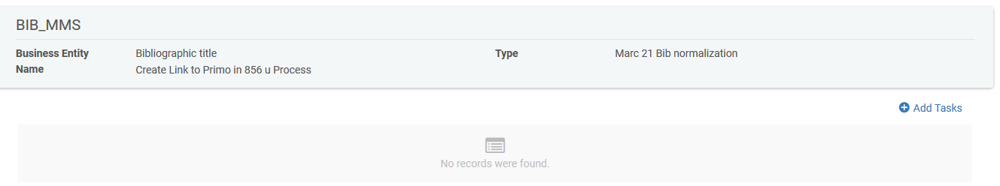 BIB_MMS
Business Entity Bibliographic title Type Marc 21 Bib normalization
Name Create Link to Primo in 856 u Process
Add Tasks
No records were found.